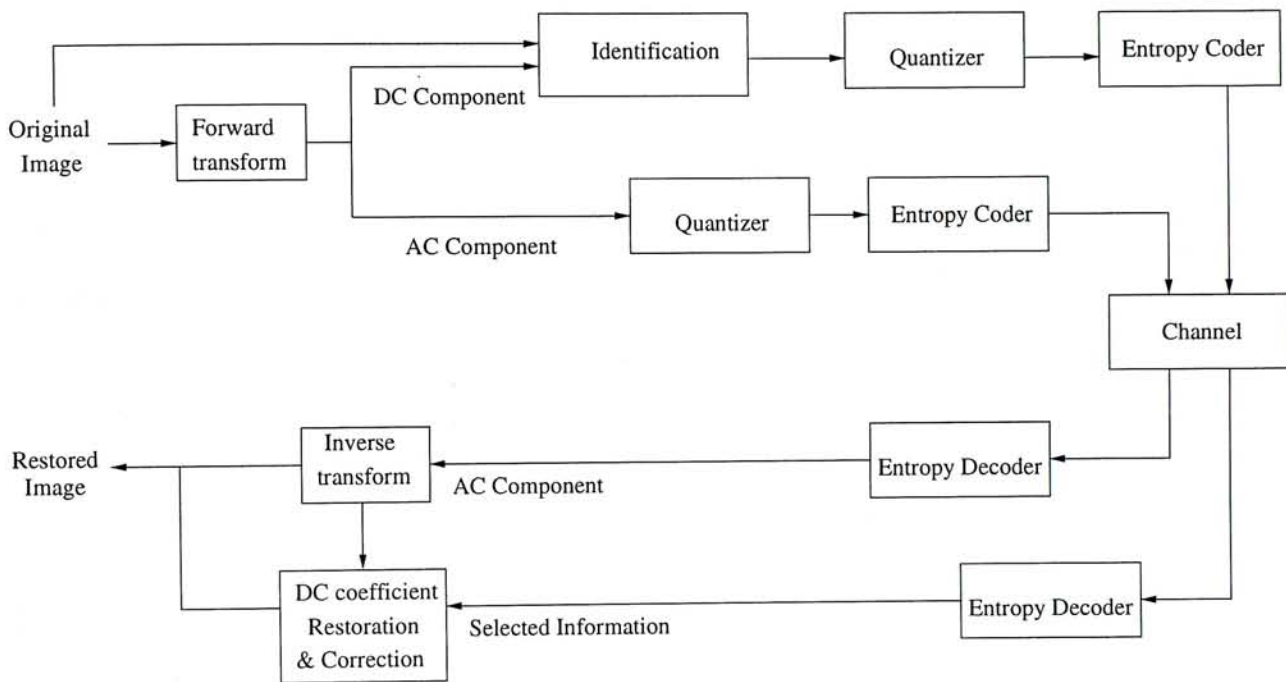 Identification
Quantizer
Entropy Coder
DC Component
Original
Image
Forward
transform
Quantizer
Entropy Coder
AC Component
Channel
Restored
Image
Inverse
transform
AC Component
Entropy Decoder
DC coefficient
Restoration
& Correction
Selected Information
Entropy Decoder